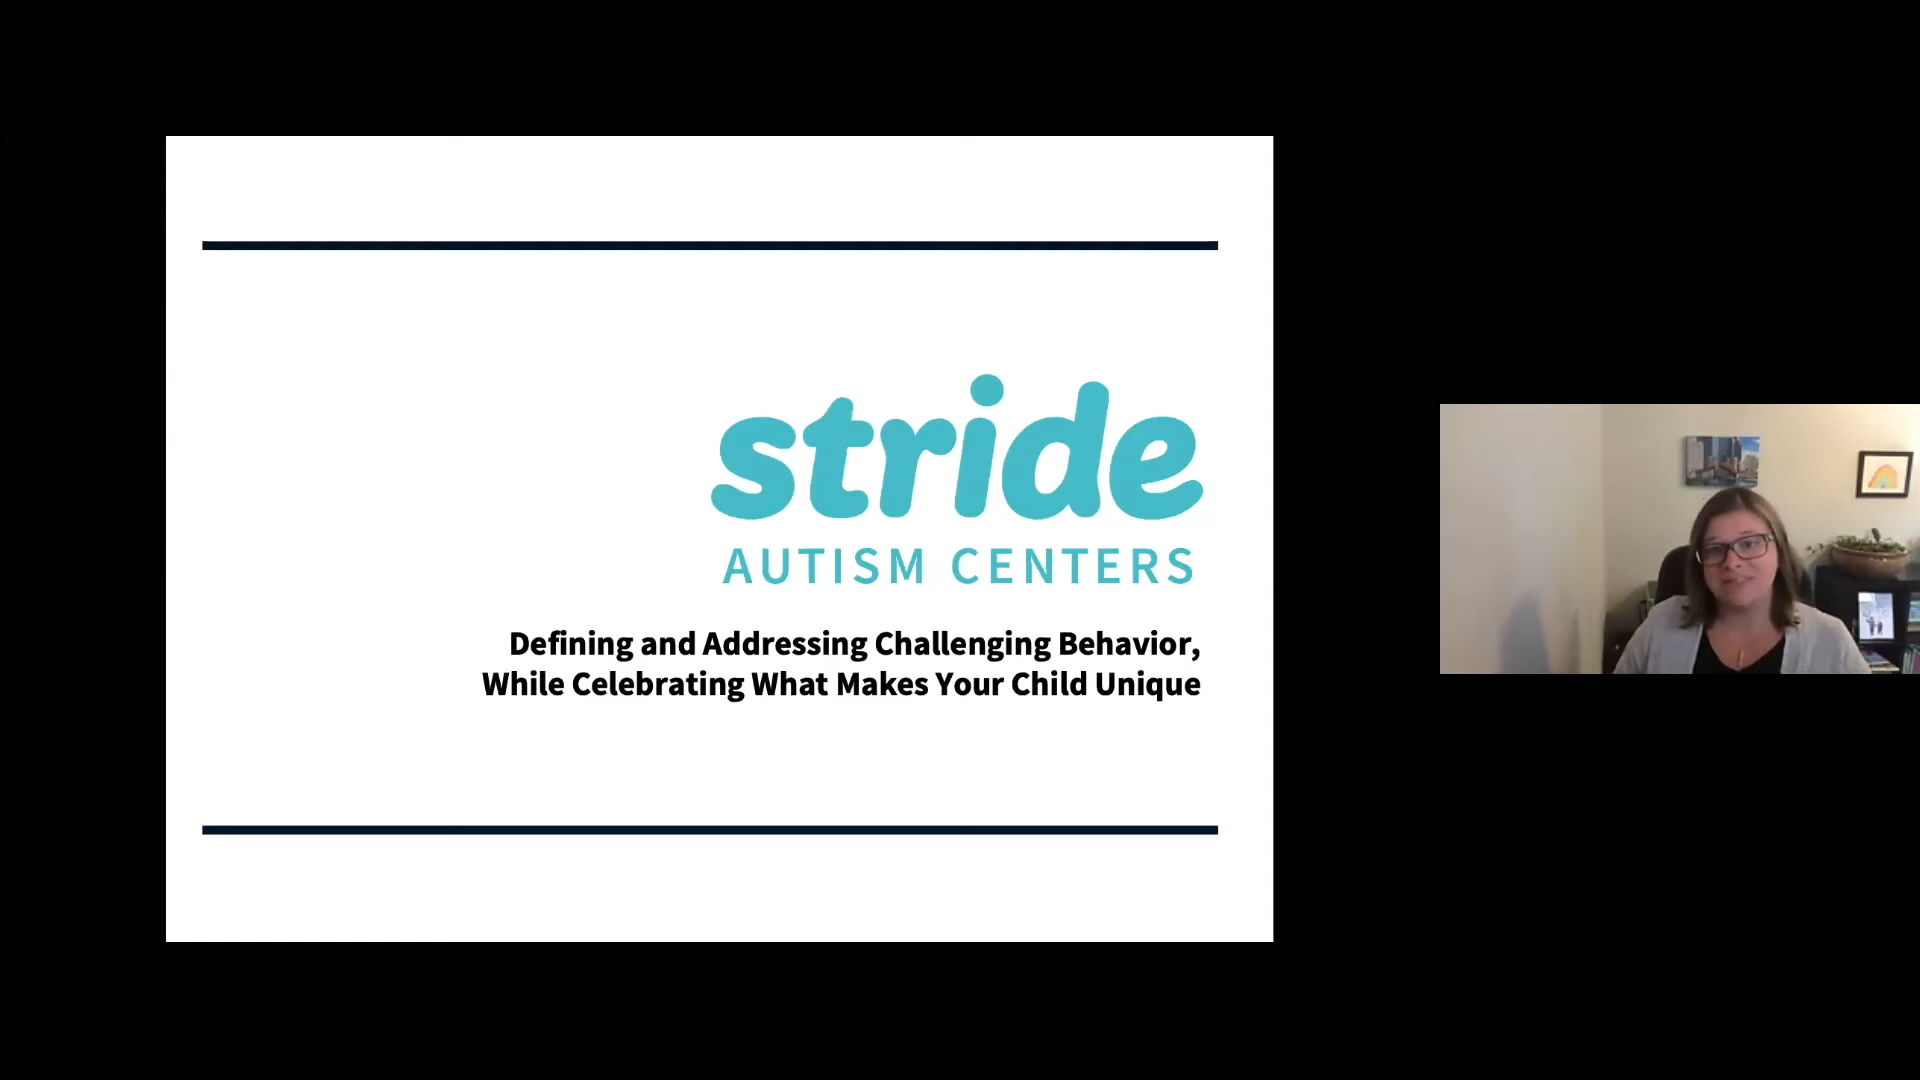 stride
AUTISM CENTERS
Defining and Addressing Challenging Behavior,
While Celebrating What Makes Your Child Unique